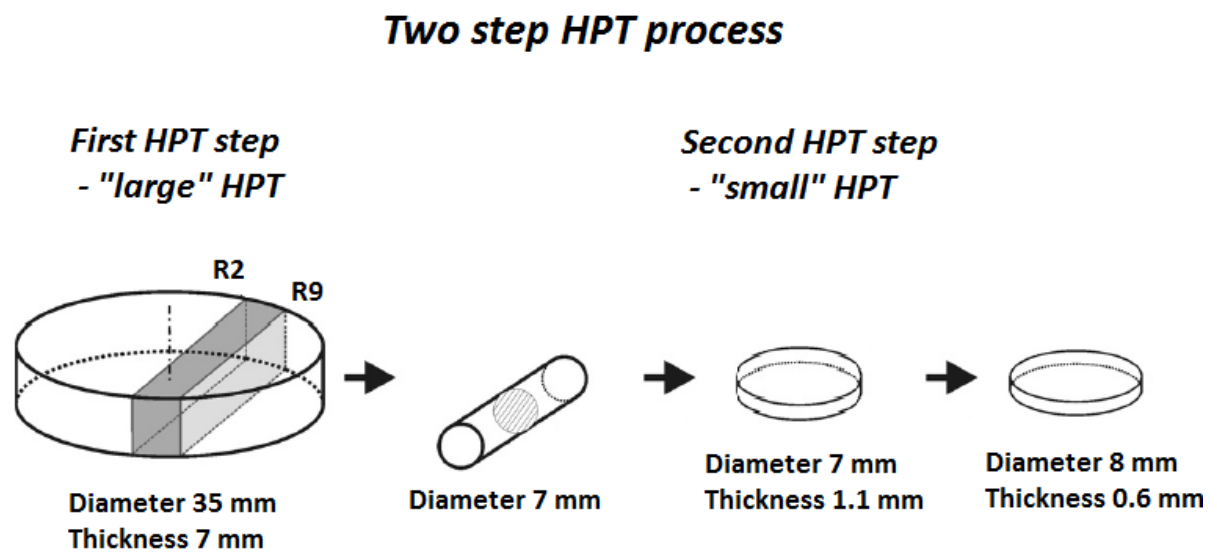 Two step HPT process
First HPT step
- "large" HPT
Second HPT step
- "small" HPT
R2
R9
Diameter 35 mm
Thickness 7 mm
Diameter 7 mm
Diameter 7 mm
Thickness 1.1 mm
Diameter 8 mm
Thickness 0.6 mm